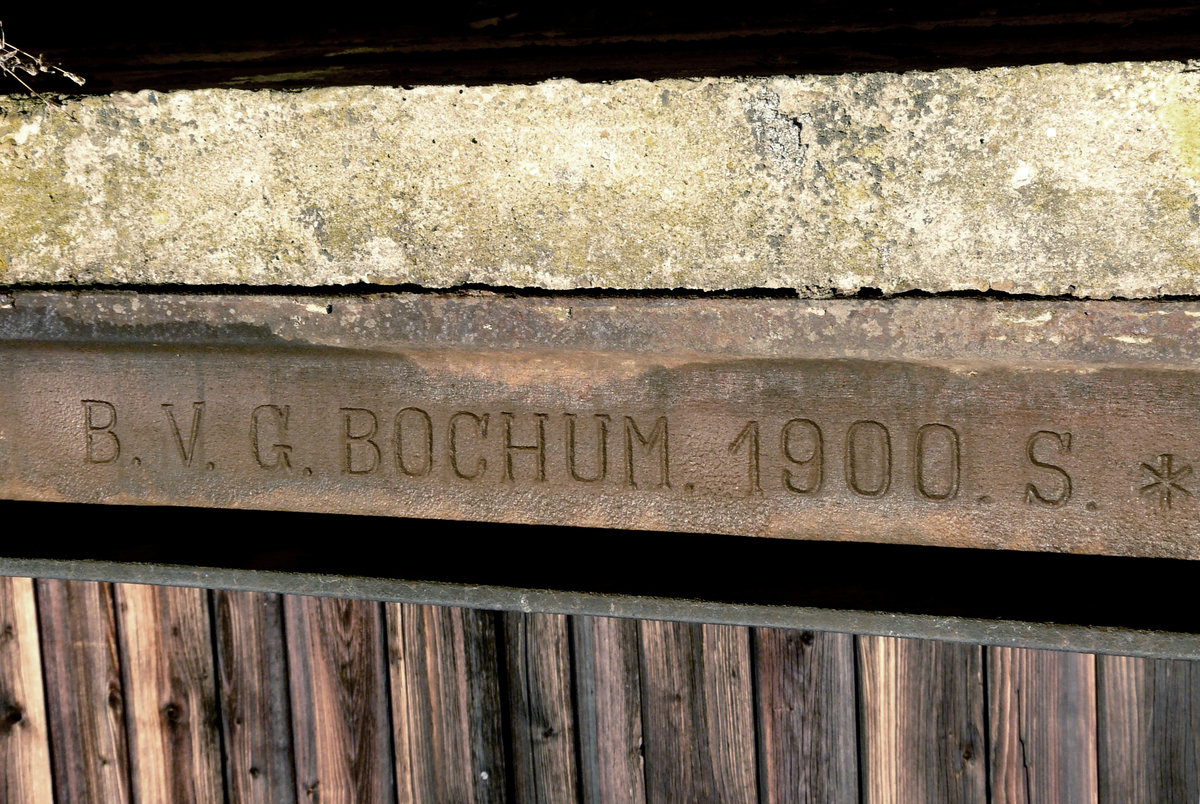 B. V. G. BOCHUM. 1900. S. *